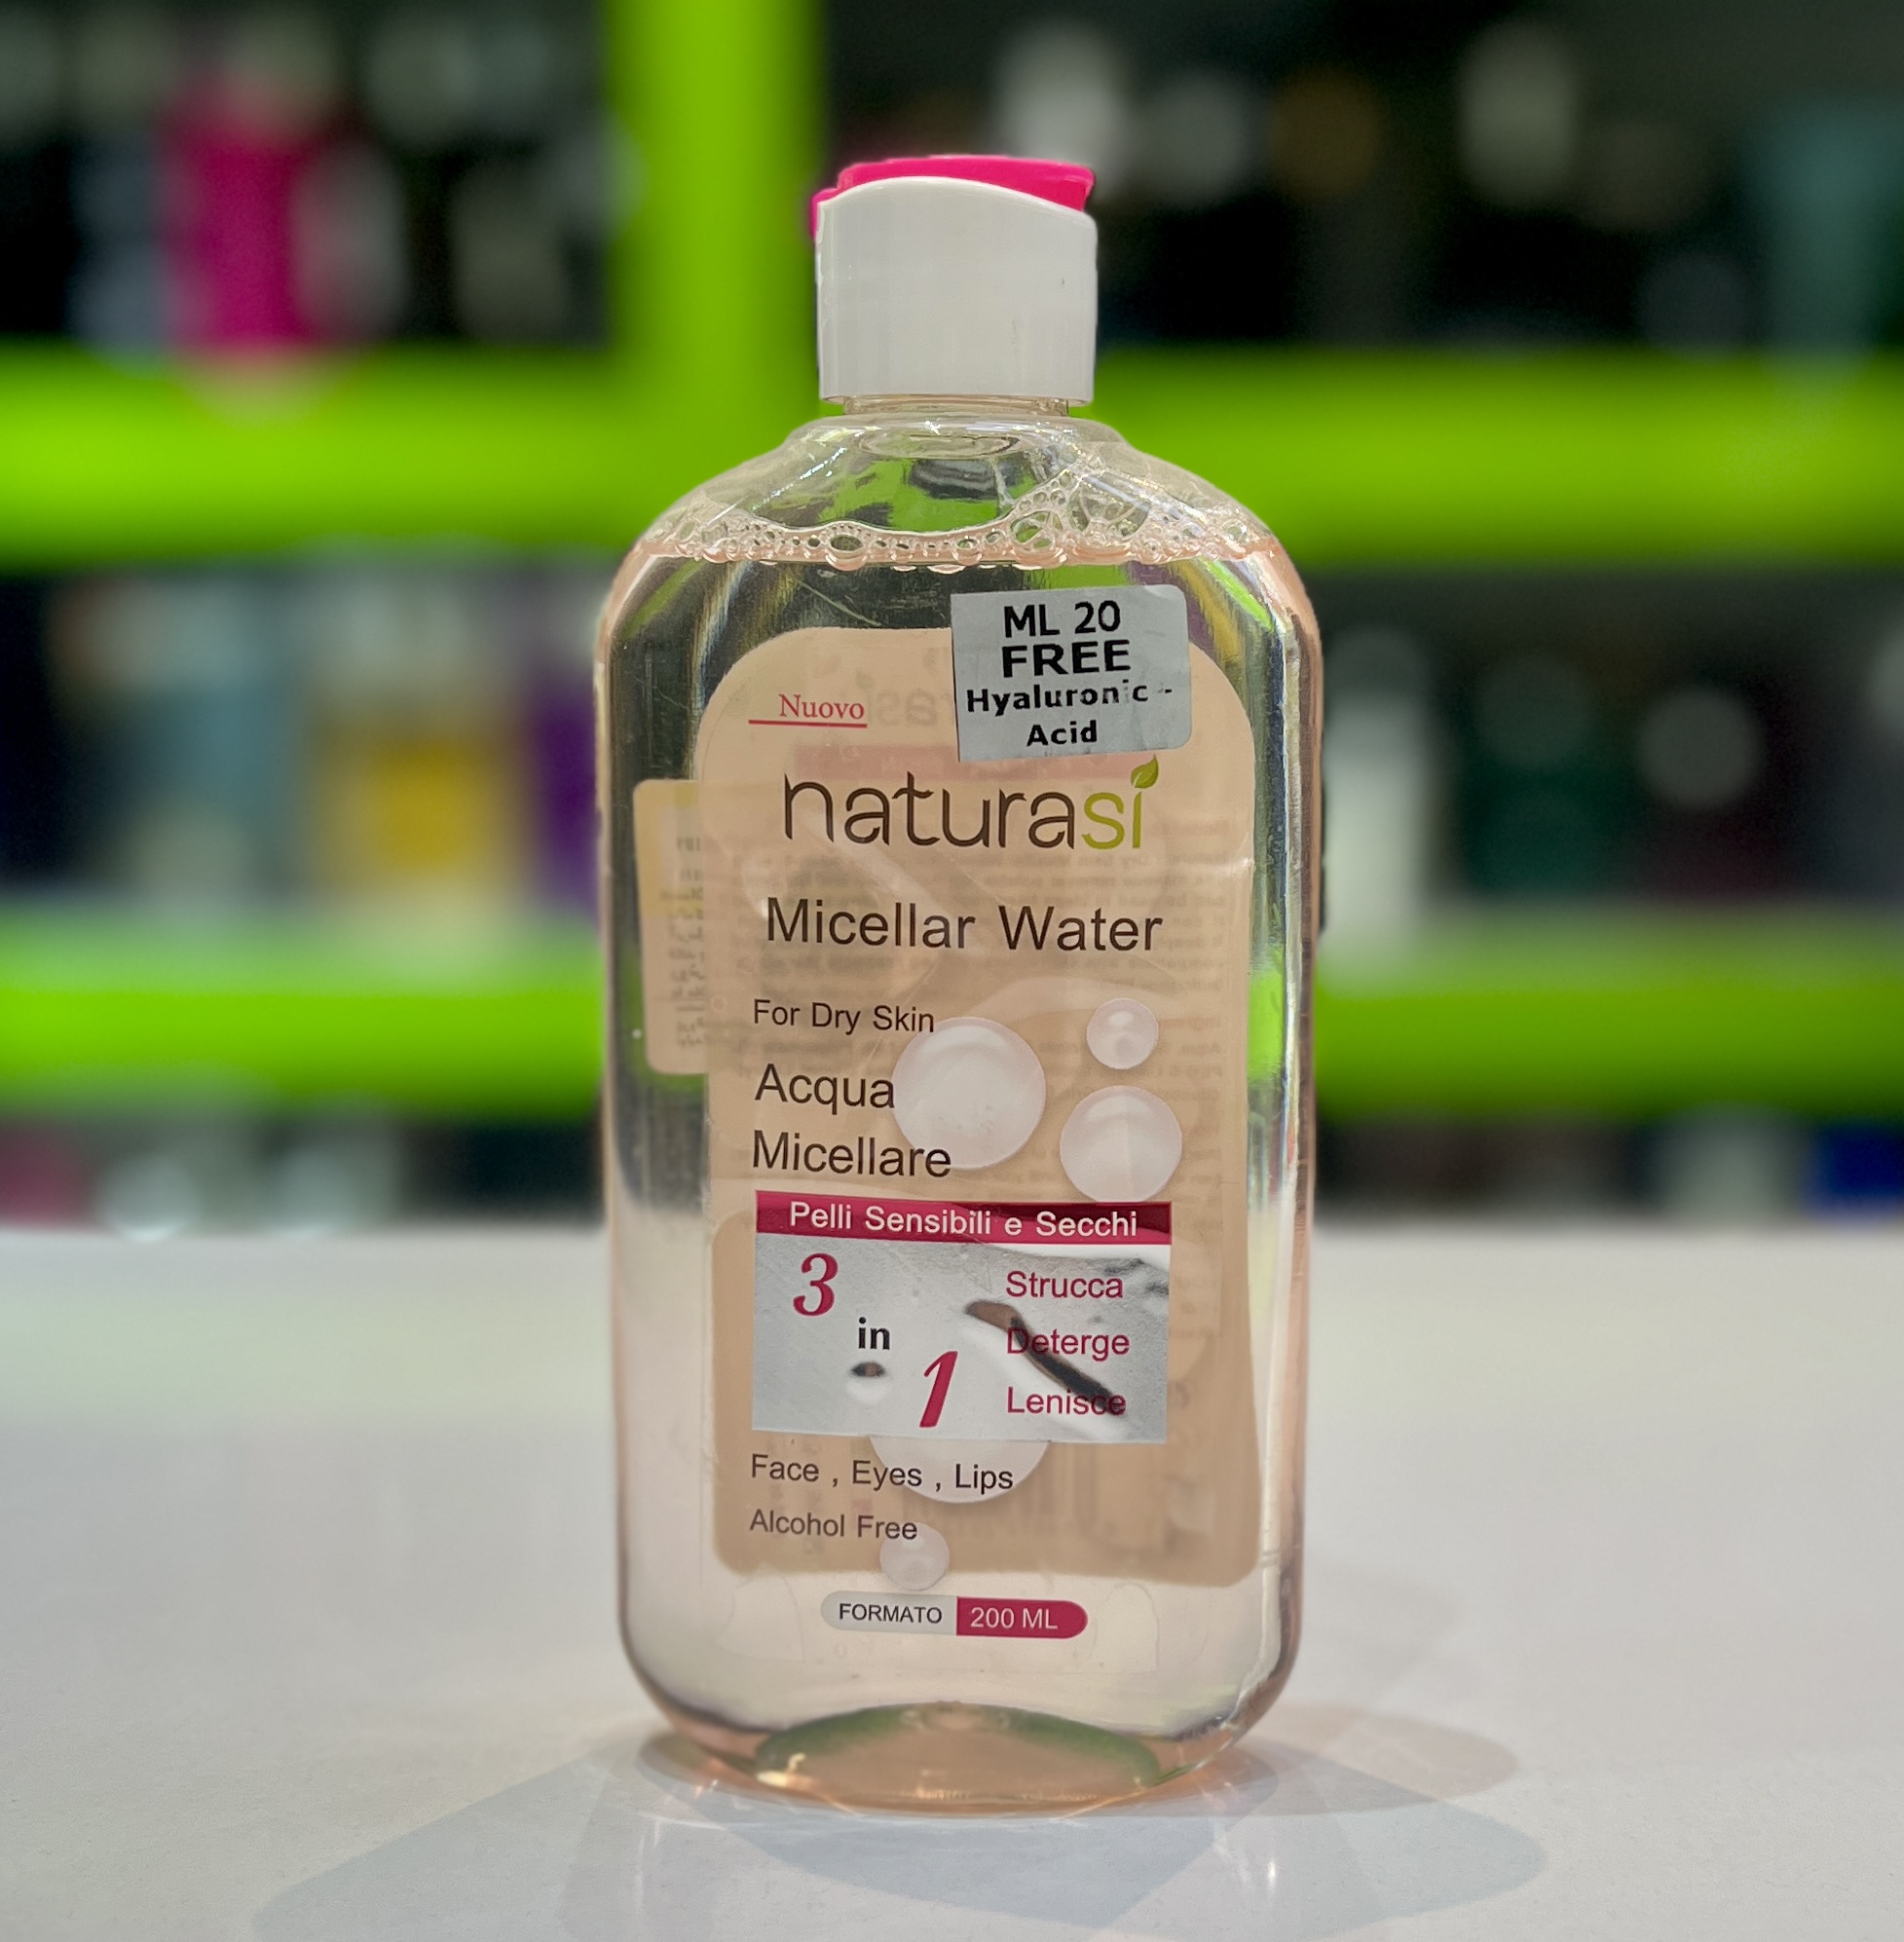 ML 20
FREE
Hyaluronic -
Acid
Nuovo
naturasí
Micellar Water
For Dry Skin
Acqua
Micellare
Pelli Sensibili e Secchi
3
in
1
Strucca
Deterge
Lenisce
Face , Eyes , Lips
Alcohol Free
FORMATO 200 ML